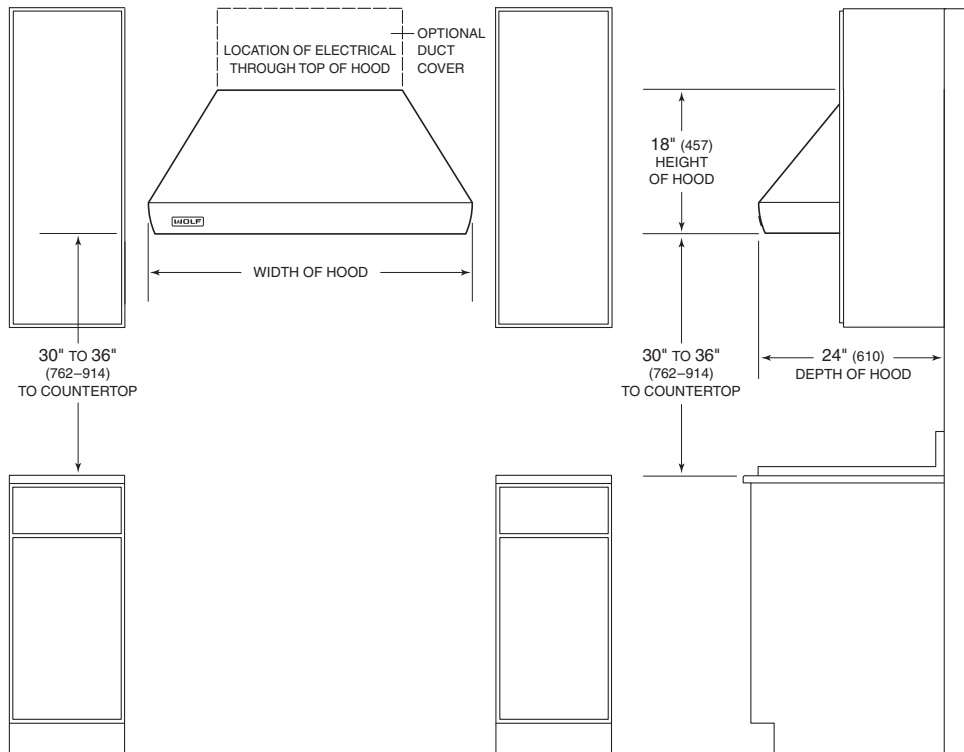 LOCATION OF ELECTRICAL
THROUGH TOP OF HOOD
OPTIONAL
DUCT
COVER
18" (457)
HEIGHT
OF HOOD
WOLF
WIDTH OF HOOD
30" TO 36"
(762–914)
TO COUNTERTOP
30" TO 36"
(762–914)
TO COUNTERTOP
24" (610)
DEPTH OF HOOD